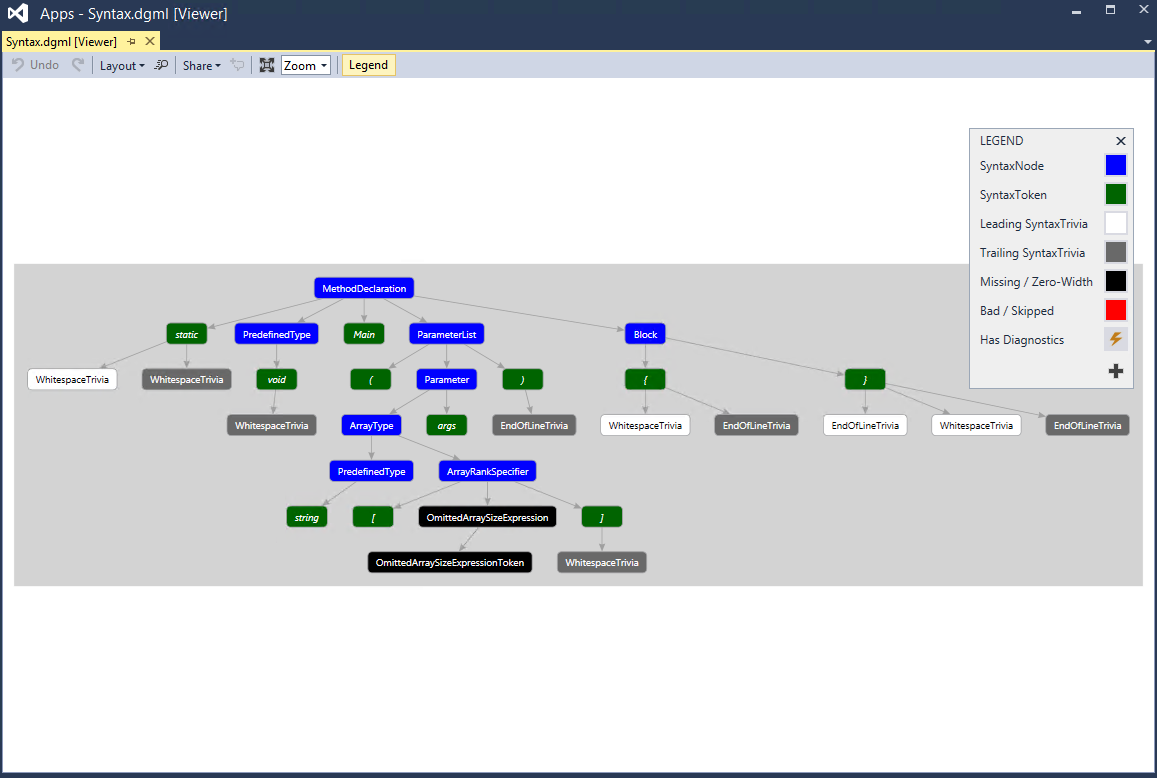 Apps - Syntax.dgml [Viewer]
Syntax.dgml [Viewer]
Undo Layout Share Zoom Legend
LEGEND
SyntaxNode
SyntaxToken
Leading SyntaxTrivia
Trailing SyntaxTrivia
Missing / Zero-Width
Bad / Skipped
Has Diagnostics
MethodDeclaration
static PredefinedType Main ParameterList Block
WhitespaceTrivia WhitespaceTrivia void ( Parameter ) { }
WhitespaceTrivia ArrayType args EndOfLineTrivia WhitespaceTrivia EndOfLineTrivia EndOfLineTrivia WhitespaceTrivia EndOfLineTrivia
PredefinedType ArrayRankSpecifier
string [ OmittedArraySizeExpression ]
OmittedArraySizeExpressionToken WhitespaceTrivia